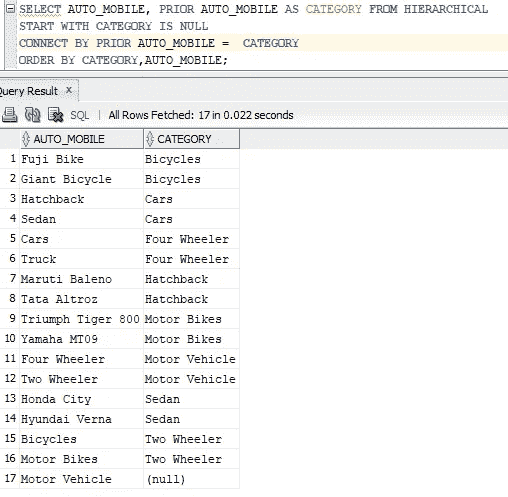 SELECT AUTO_MOBILE, PRIOR AUTO_MOBILE AS CATEGORY FROM HIERARCHICAL
START WITH CATEGORY IS NULL
CONNECT BY PRIOR AUTO_MOBILE = CATEGORY
ORDER BY CATEGORY,AUTO_MOBILE;
Query Result x
SQL | All Rows Fetched: 17 in 0.022 seconds
AUTO_MOBILE CATEGORY
1 Fuji Bike Bicycles
2 Giant Bicycle Bicycles
3 Hatchback Cars
4 Sedan Cars
5 Cars Four Wheeler
6 Truck Four Wheeler
7 Maruti Baleno Hatchback
8 Tata Altroz Hatchback
9 Triumph Tiger 800 Motor Bikes
10 Yamaha MT09 Motor Bikes
11 Four Wheeler Motor Vehicle
12 Two Wheeler Motor Vehicle
13 Honda City Sedan
14 Hyundai Verna Sedan
15 Bicycles Two Wheeler
16 Motor Bikes Two Wheeler
17 Motor Vehicle (null)